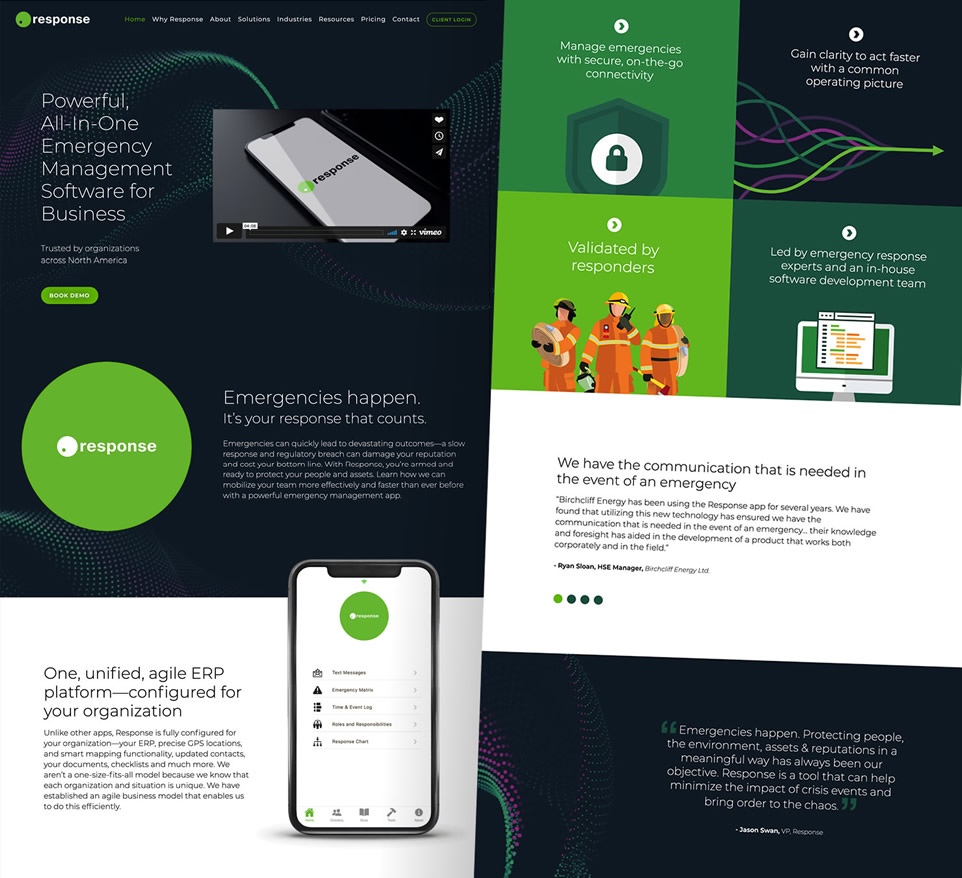 response
Home Why Response About Solutions Industries Resources Pricing Contact CLIENT LOGIN
Powerful,
All-In-One
Emergency
Management
Software for
Business
Trusted by organizations
across North America
BOOK DEMO
response
04:08
vimeo
response
Emergencies happen.
It's your response that counts.
Emergencies can quickly lead to devastating outcomes—a slow
response and regulatory breach can damage your reputation
and cost your bottom line. With Response, you're armed and
ready to protect your people and assets. Learn how we can
mobilize your team more effectively and faster than ever before
with a powerful emergency management app.
One, unified, agile ERP
platform—configured for
your organization
Unlike other apps, Response is fully configured for
your organization—your ERP, precise GPS locations,
and smart mapping functionality, updated contacts,
your documents, checklists and much more. We
aren't a one-size-fits-all model because we know that
each organization and situation is unique. We have
established an agile business model that enables us
to do this efficiently.
response
Text Messages
Emergency Matrix
Time & Event Log
Roles and Responsibilities
Response Chart
Home
Manage emergencies
with secure, on-the-go
connectivity
Gain clarity to act faster
with a common
operating picture
Validated by
responders
Led by emergency response
experts and an in-house
software development team
We have the communication that is needed in
the event of an emergency
"Birchcliff Energy has been using the Response app for several years. We have
found that utilizing this new technology has ensured we have the
communication that is needed in the event of an emergency... their knowledge
and foresight has aided in the development of a product that works both
corporately and in the field."
- Ryan Sloan, HSE Manager, Birchcliff Energy Ltd.
"Emergencies happen. Protecting people,
the environment, assets & reputations in a
meaningful way has always been our
objective. Response is a tool that can help
minimize the impact of crisis events and
bring order to the chaos."
- Jason Swan, VP, Response